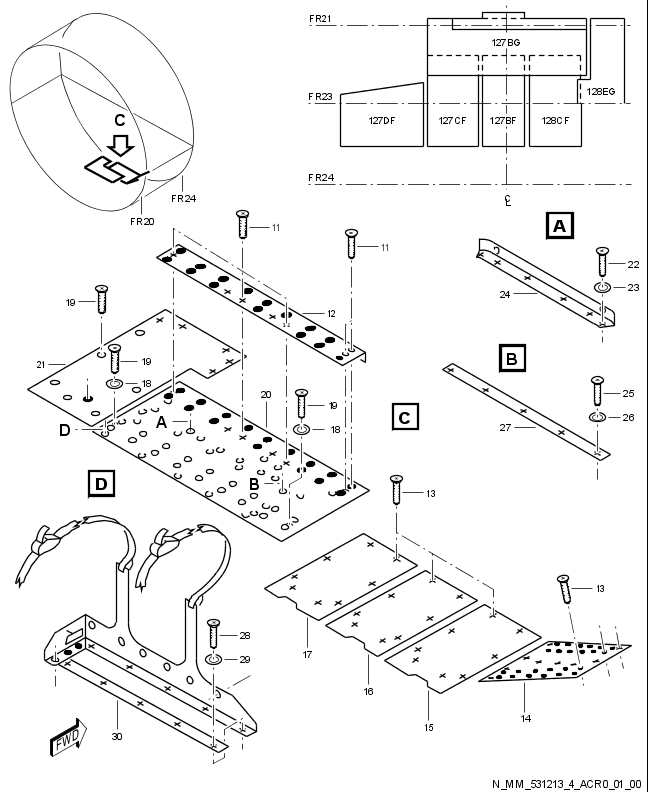 FR21
127BG
C
128EG
FR23
127DF
127CF
127BF
128CF
FR24
FR24
FR20
C
L
A
11
11
22
23
24
12
19
19
21
18
B
20
19
18
25
26
27
A
D
C
B
D
13
13
28
29
17
16
15
14
30
FWD
N_MM_531213_4_ACR0_01_00